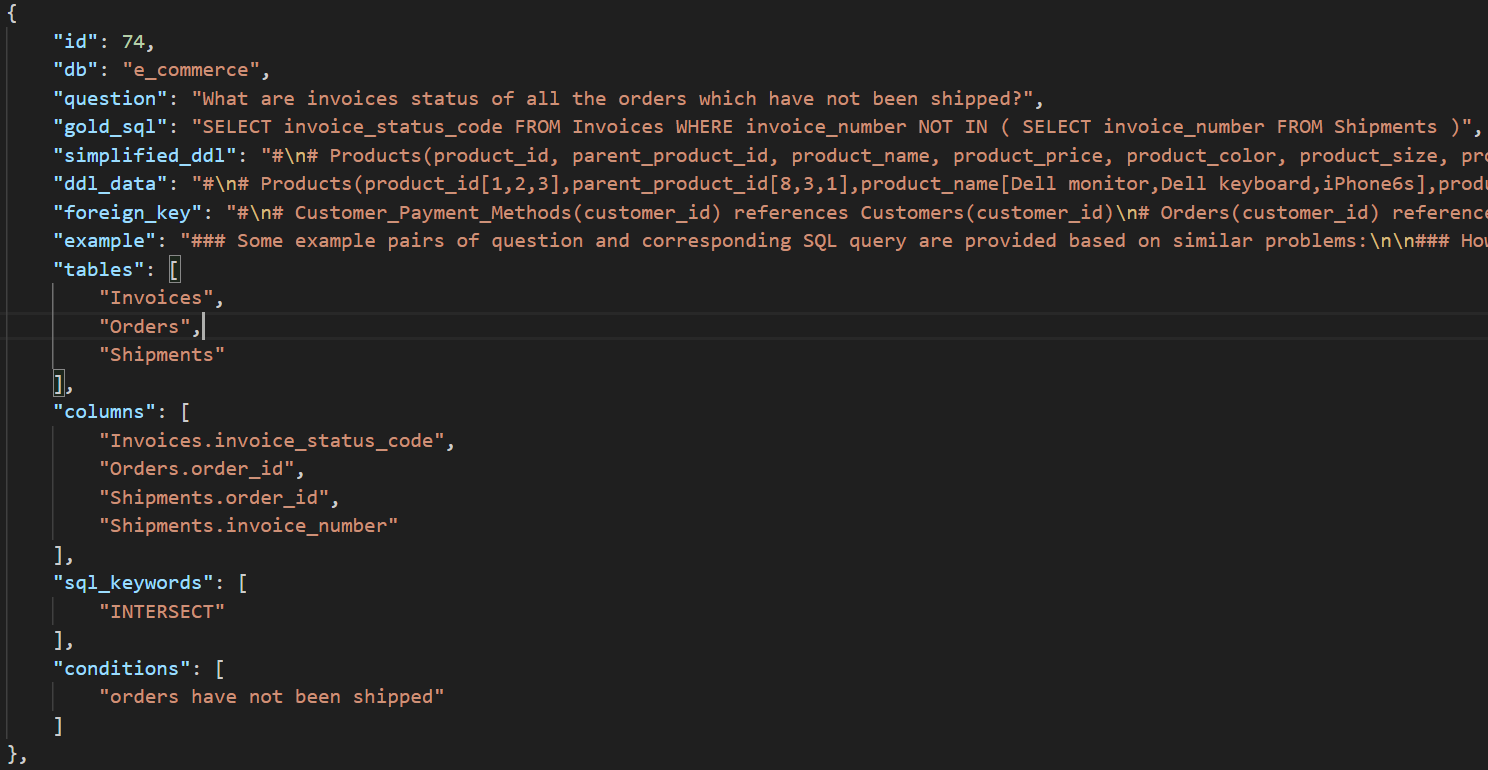 {
"id": 74,
"db": "e_commerce",
"question": "What are invoices status of all the orders which have not been shipped?",
"gold_sql": "SELECT invoice_status_code FROM Invoices WHERE invoice_number NOT IN ( SELECT invoice_number FROM Shipments )",
"simplified_ddl": "#\n# Products(product_id, parent_product_id, product_name, product_price, product_color, product_size, pro
"ddl_data": "#\n# Products(product_id[1,2,3],parent_product_id[8,3,1],product_name[Dell monitor,Dell keyboard,iPhone6s],produ
"foreign_key": "#\n# Customer_Payment_Methods(customer_id) references Customers(customer_id)\n# Orders(customer_id) reference
"example": "### Some example pairs of question and corresponding SQL query are provided based on similar problems:\n\n### How
"tables": [
"Invoices",
"Orders",
"Shipments"
],
"columns": [
"Invoices.invoice_status_code",
"Orders.order_id",
"Shipments.order_id",
"Shipments.invoice_number"
],
"sql_keywords": [
"INTERSECT"
],
"conditions": [
"orders have not been shipped"
]
},